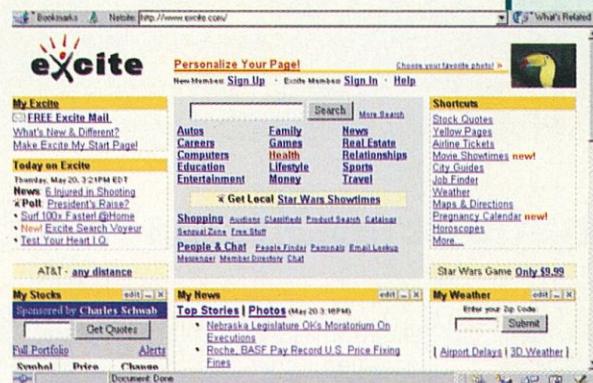 Bookmarks Netsite: http://www.excite.com/ What's Related
excite
Personalize Your Page! Choose your favorite photo! »
New Members: Sign Up · Excite Members: Sign In · Help
My Excite
FREE Excite Mail
What's New & Different?
Make Excite My Start Page!
Today on Excite
Thursday, May 20, 3:21PM EDT
News 6 Injured in Shooting
Poll: President's Raise?
• Surf 100x Faster! @Home
• New! Excite Search Voyeur
• Test Your Heart I.Q.
AT&T - any distance
Search More Search
Autos Family News
Careers Games Real Estate
Computers Health Relationships
Education Lifestyle Sports
Entertainment Money Travel
Get Local Star Wars Showtimes
Shopping Auctions Classifieds Product Search Catalogs
Sensual Zone Free Stuff
People & Chat People Finder Personals Email Lookup
Messenger Member Directory Chat
Shortcuts
Stock Quotes
Yellow Pages
Airline Tickets
Movie Showtimes new!
City Guides
Job Finder
Weather
Maps & Directions
Pregnancy Calendar new!
Horoscopes
More...
Star Wars Game Only $9.99
My Stocks edit
Sponsored by Charles Schwab
Get Quotes
Full Portfolio Alerts
Symbol Price Change
My News edit
Top Stories | Photos (May 20 3:18PM)
• Nebraska Legislature OKs Moratorium On
Executions
• Roche, BASF Pay Record U.S. Price Fixing
Fines
My Weather edit
Enter your Zip Code:
Submit
| Airport Delays | 3D Weather |
Document: Done